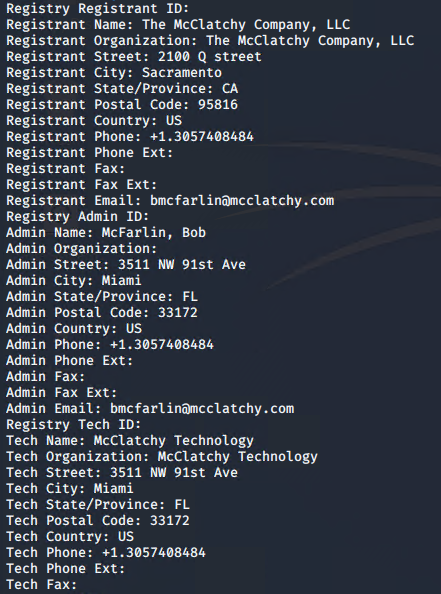 Registry Registrant ID:
Registrant Name: The McClatchy Company, LLC
Registrant Organization: The McClatchy Company, LLC
Registrant Street: 2100 Q street
Registrant City: Sacramento
Registrant State/Province: CA
Registrant Postal Code: 95816
Registrant Country: US
Registrant Phone: +1.3057408484
Registrant Phone Ext:
Registrant Fax:
Registrant Fax Ext:
Registrant Email: bmcfarlin@mcclatchy.com
Registry Admin ID:
Admin Name: McFarlin, Bob
Admin Organization:
Admin Street: 3511 NW 91st Ave
Admin City: Miami
Admin State/Province: FL
Admin Postal Code: 33172
Admin Country: US
Admin Phone: +1.3057408484
Admin Phone Ext:
Admin Fax:
Admin Fax Ext:
Admin Email: bmcfarlin@mcclatchy.com
Registry Tech ID:
Tech Name: McClatchy Technology
Tech Organization: McClatchy Technology
Tech Street: 3511 NW 91st Ave
Tech City: Miami
Tech State/Province: FL
Tech Postal Code: 33172
Tech Country: US
Tech Phone: +1.3057408484
Tech Phone Ext:
Tech Fax: